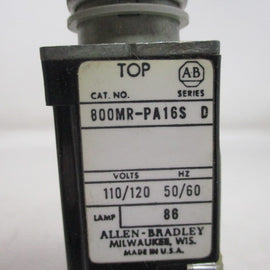 TOP
AB
CAT. NO. SERIES
800MR-PA16S D
VOLTS HZ
110/120 50/60
LAMP 86
ALLEN-BRADLEY
MILWAUKEE, WIS.
MADE IN U.S.A.